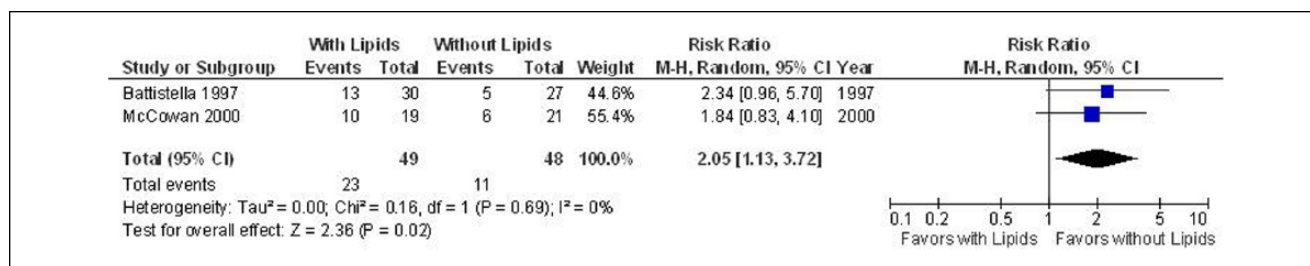 With Lipids Without Lipids Risk Ratio Risk Ratio
Study or Subgroup Events Total Events Total Weight M-H, Random, 95% CI Year M-H, Random, 95% CI
Battistella 1997 13 30 5 27 44.6% 2.34 [0.96, 5.70] 1997
McCowan 2000 10 19 6 21 55.4% 1.84 [0.83, 4.10] 2000
Total (95% CI) 49 48 100.0% 2.05 [1.13, 3.72]
Total events 23 11
Heterogeneity: Tau² = 0.00; Chi² = 0.16, df = 1 (P = 0.69); I² = 0%
Test for overall effect: Z = 2.36 (P = 0.02)
0.1 0.2 0.5 1 2 5 10
Favors with Lipids Favors without Lipids